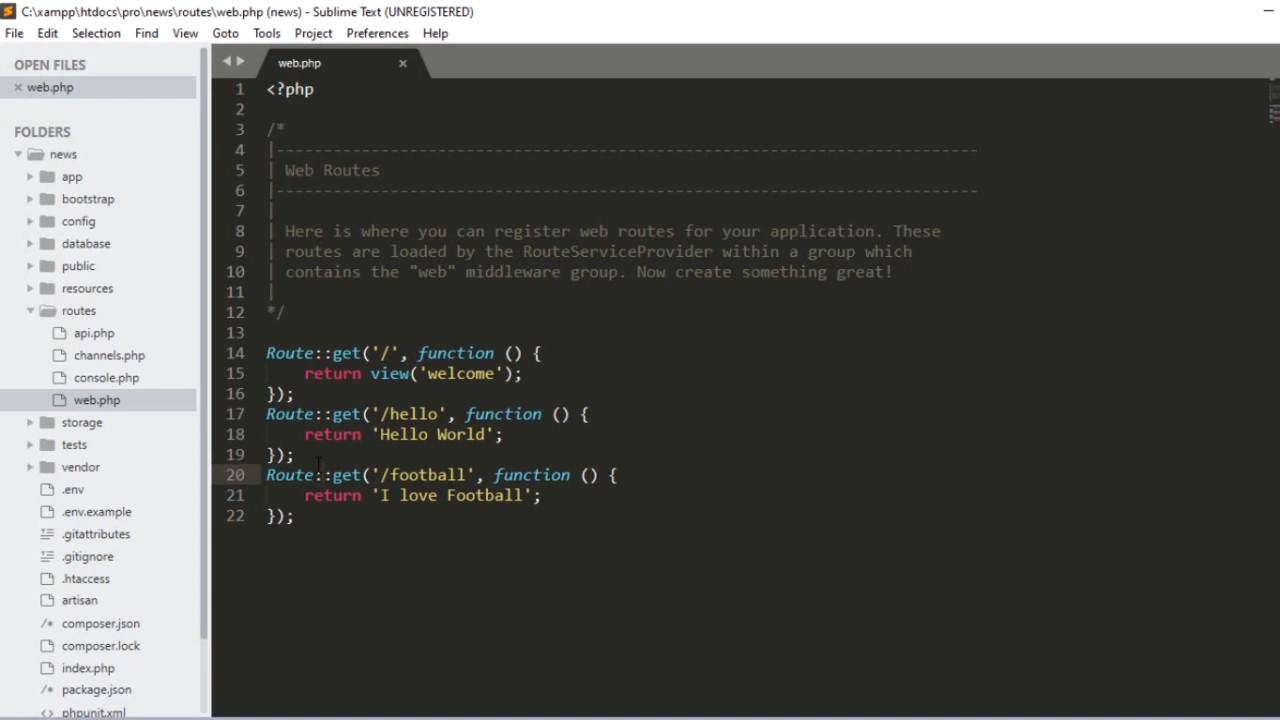 C:\xampp\htdocs\pro\news\routes\web.php (news) - Sublime Text (UNREGISTERED)
File Edit Selection Find View Goto Tools Project Preferences Help
OPEN FILES
web.php
FOLDERS
news
app
bootstrap
config
database
public
resources
routes
api.php
channels.php
console.php
web.php
storage
tests
vendor
.env
.env.example
.gitattributes
.gitignore
.htaccess
artisan
composer.json
composer.lock
index.php
package.json
phpunit.xml
web.php
1 <?php
2
3 /*
4 |--------------------------------------------------------------------------
5 | Web Routes
6 |--------------------------------------------------------------------------
7 |
8 | Here is where you can register web routes for your application. These
9 | routes are loaded by the RouteServiceProvider within a group which
10 | contains the "web" middleware group. Now create something great!
11 |
12 */
13
14 Route::get('/', function () {
15     return view('welcome');
16 });
17 Route::get('/hello', function () {
18     return 'Hello World';
19 });
20 Route::get('/football', function () {
21     return 'I love Football';
22 });